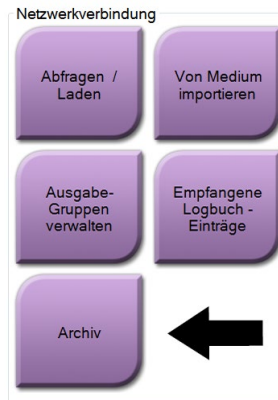 Netzwerkverbindung
Abfragen /
Laden
Von Medium
importieren
Ausgabe-
Gruppen
verwalten
Empfangene
Logbuch -
Einträge
Archiv